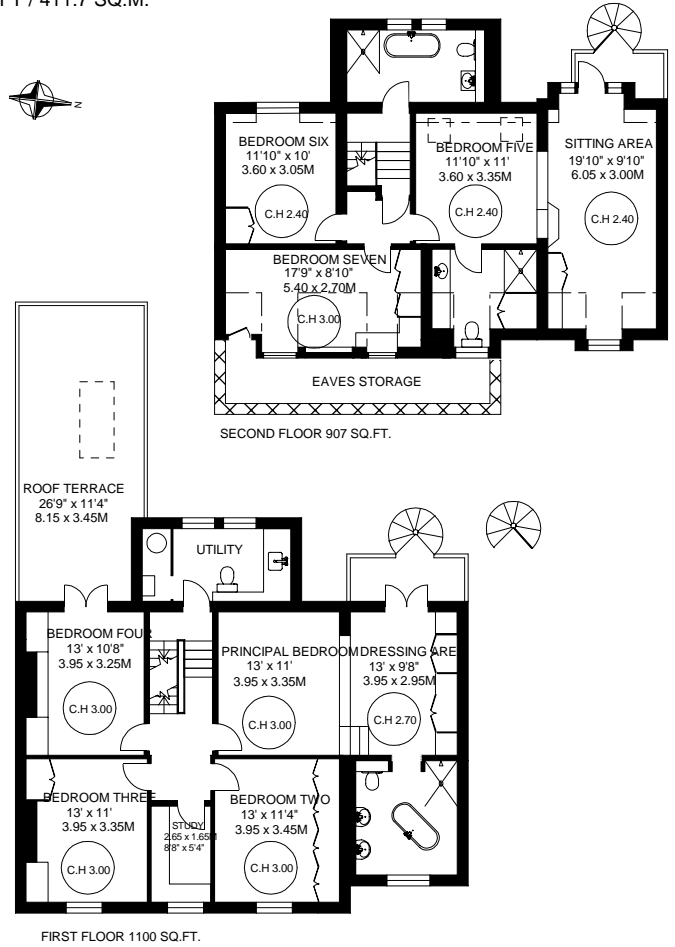 / 411.7 SQ.M.
N
BEDROOM SIX
11'10" x 10'
3.60 x 3.05M
C.H 2.40
BEDROOM FIVE
11'10" x 11'
3.60 x 3.35M
C.H 2.40
SITTING AREA
19'10" x 9'10"
6.05 x 3.00M
C.H 2.40
BEDROOM SEVEN
17'9" x 8'10"
5.40 x 2.70M
C.H 3.00
EAVES STORAGE
SECOND FLOOR 907 SQ.FT.
ROOF TERRACE
26'9" x 11'4"
8.15 x 3.45M
UTILITY
BEDROOM FOUR
13' x 10'8"
3.95 x 3.25M
C.H 3.00
PRINCIPAL BEDROOM
13' x 11'
3.95 x 3.35M
C.H 3.00
DRESSING ARE
13' x 9'8"
3.95 x 2.95M
C.H 2.70
BEDROOM THREE
13' x 11'
3.95 x 3.35M
C.H 3.00
STUDY
2.65 x 1.65M
8'8" x 5'4"
BEDROOM TWO
13' x 11'4"
3.95 x 3.45M
C.H 3.00
FIRST FLOOR 1100 SQ.FT.